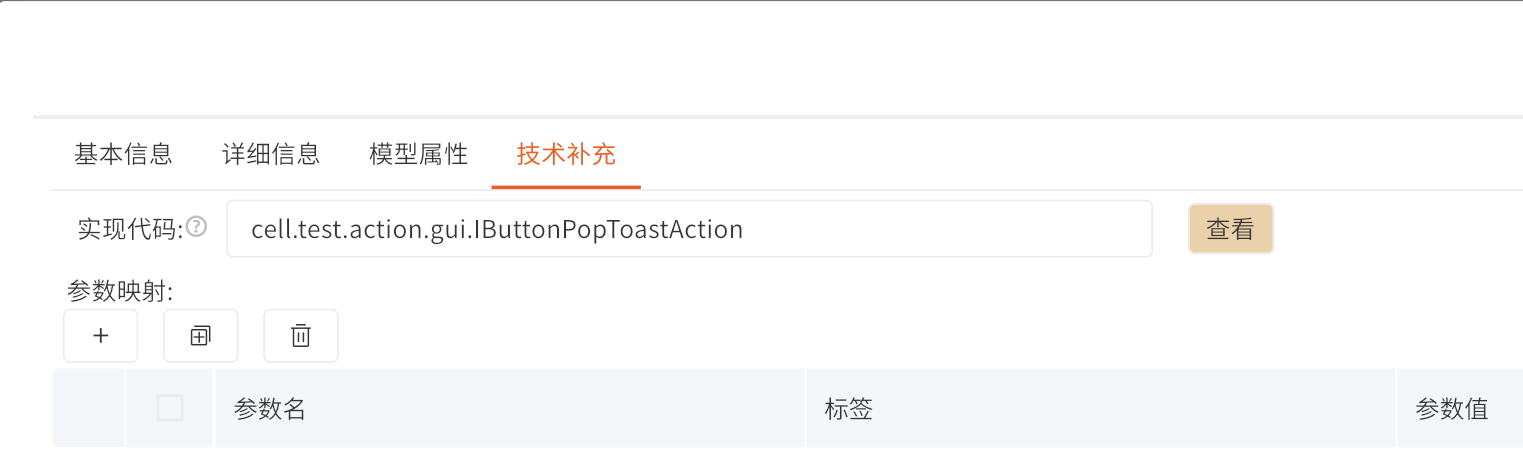 基本信息 详细信息 模型属性 技术补充
实现代码:? cell.test.action.gui.IButtonPopToastAction 查看
参数映射:
参数名 标签 参数值